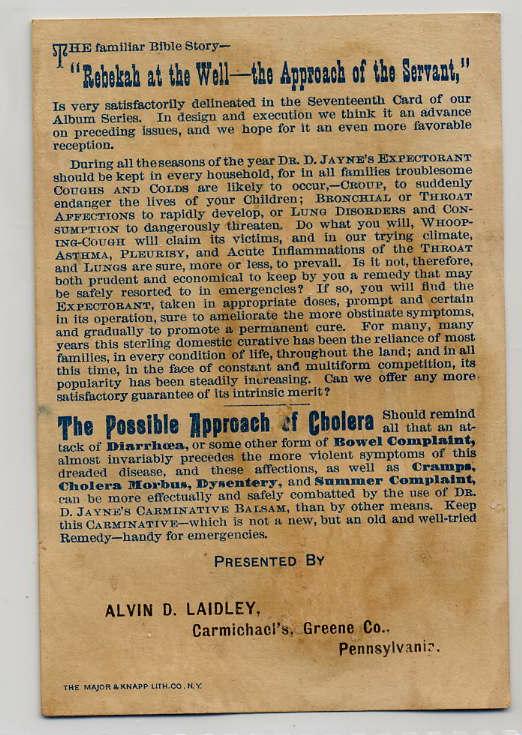 THE familiar Bible Story—
"Rebekah at the Well—the Approach of the Servant,"
Is very satisfactorily delineated in the Seventeenth Card of our
Album Series. In design and execution we think it an advance
on preceding issues, and we hope for it an even more favorable
reception.
During all the seasons of the year DR. D. JAYNE'S EXPECTORANT
should be kept in every household, for in all families troublesome
COUGHS AND COLDS are likely to occur,—CROUP, to suddenly
endanger the lives of your Children; BRONCHIAL or THROAT
AFFECTIONS to rapidly develop, or LUNG DISORDERS and CON-
SUMPTION to dangerously threaten. Do what you will, WHOOP-
ING-COUGH will claim its victims, and in our trying climate,
ASTHMA, PLEURISY, and Acute Inflammations of the THROAT
and LUNGS are sure, more or less, to prevail. Is it not, therefore,
both prudent and economical to keep by you a remedy that may
be safely resorted to in emergencies? If so, you will find the
EXPECTORANT, taken in appropriate doses, prompt and certain
in its operation, sure to ameliorate the more obstinate symptoms,
and gradually to promote a permanent cure. For many, many
years this sterling domestic curative has been the reliance of most
families, in every condition of life, throughout the land; and in all
this time, in the face of constant and multiform competition, its
popularity has been steadily increasing. Can we offer any more
satisfactory guarantee of its intrinsic merit?
The Possible Approach of Cholera Should remind
all that an at-
tack of Diarrhœa, or some other form of Bowel Complaint,
almost invariably precedes the more violent symptoms of this
dreaded disease, and these affections, as well as Cramps,
Cholera Morbus, Dysentery, and Summer Complaint,
can be more effectually and safely combatted by the use of DR.
D. JAYNE'S CARMINATIVE BALSAM, than by other means. Keep
this CARMINATIVE—which is not a new, but an old and well-tried
Remedy—handy for emergencies.
PRESENTED BY
ALVIN D. LAIDLEY,
Carmichael's, Greene Co.,
Pennsylvania.
THE MAJOR & KNAPP LITH. CO. N.Y.